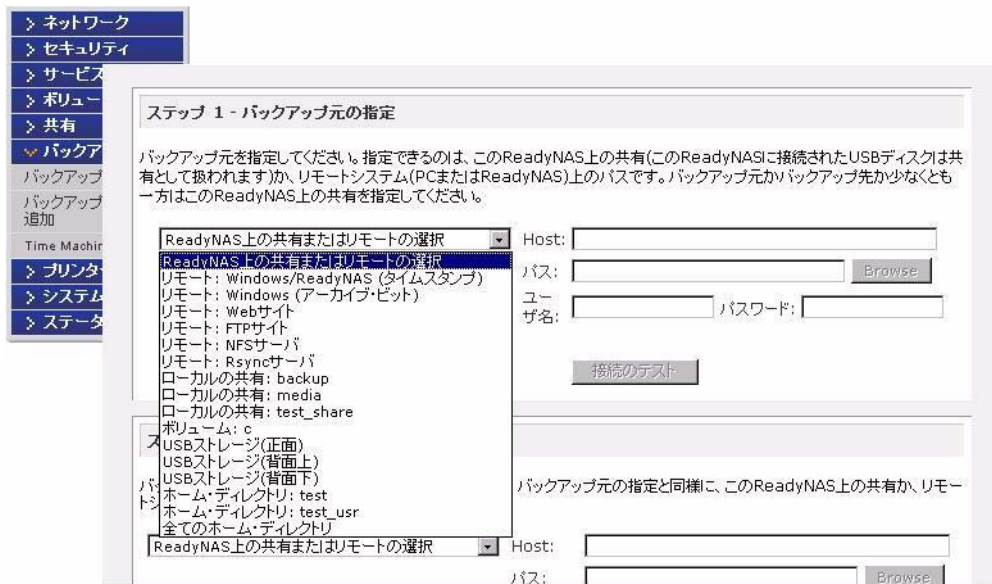 > ネットワーク
> セキュリティ
> サービス
> ボリュー
> 共有
バックア
バックアップ
バックアップ
追加
Time Machin
> プリンター
> システム
> ステータ
ステップ 1 - バックアップ元の指定
バックアップ元を指定してください。指定できるのは、このReadyNAS上の共有(このReadyNASに接続されたUSBディスクは共
有として扱われます)か、リモートシステム(PCまたはReadyNAS)上のパスです。バックアップ元かバックアップ先か少なくとも
一方はこのReadyNAS上の共有を指定してください。
ReadyNAS上の共有またはリモートの選択
Host:
パス:
Browse
ユー
ザ名:
パスワード:
接続のテスト
ReadyNAS上の共有またはリモートの選択
リモート: Windows/ReadyNAS (タイムスタンプ)
リモート: Windows (アーカイブ・ビット)
リモート: Webサイト
リモート: FTPサイト
リモート: NFSサーバ
リモート: Rsyncサーバ
ローカルの共有: backup
ローカルの共有: media
ローカルの共有: test_share
ボリューム: c
USBストレージ(正面)
USBストレージ(背面上)
USBストレージ(背面下)
ホーム・ディレクトリ: test
ホーム・ディレクトリ: test_usr
全てのホーム・ディレクトリ
バックアップ元の指定と同様に、このReadyNAS上の共有か、リモー
トシ
ReadyNAS上の共有またはリモートの選択
Host:
パス:
Browse